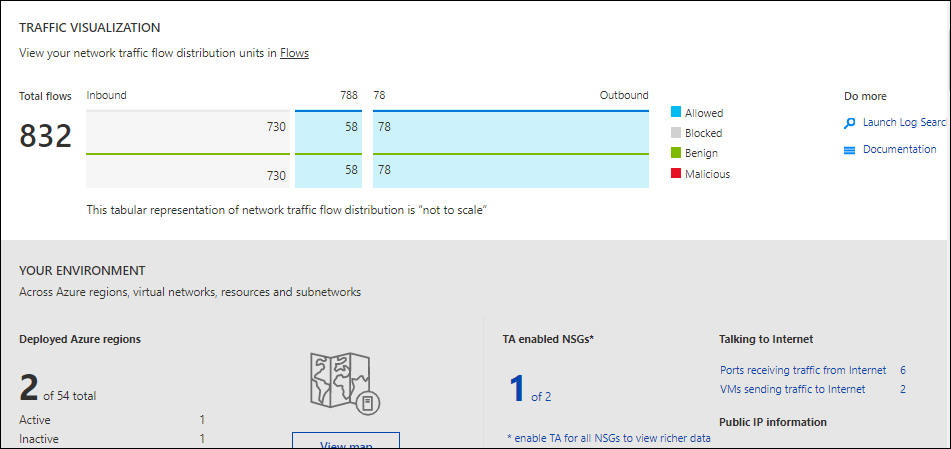 TRAFFIC VISUALIZATION
View your network traffic flow distribution units in Flows
Total flows
832
Inbound 788 78 Outbound
730 58 78
730 58 78
Allowed
Blocked
Benign
Malicious
Do more
Launch Log Searc
Documentation
This tabular representation of network traffic flow distribution is “not to scale”
YOUR ENVIRONMENT
Across Azure regions, virtual networks, resources and subnetworks
Deployed Azure regions
2 of 54 total
Active 1
Inactive 1
View map
TA enabled NSGs*
1 of 2
* enable TA for all NSGs to view richer data
Talking to Internet
Ports receiving traffic from Internet 6
VMs sending traffic to Internet 2
Public IP information